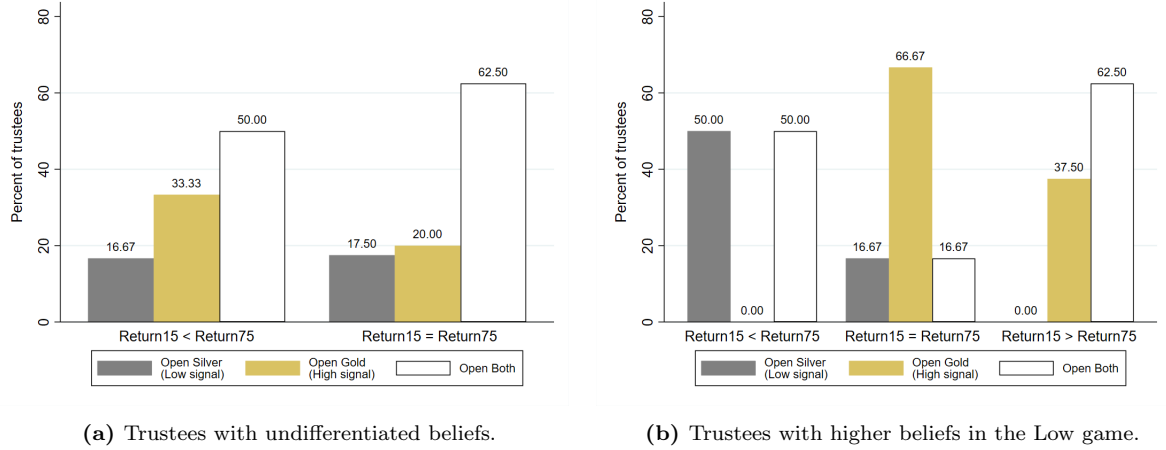 80
60
40
20
0
Percent of trustees
16.67
33.33
50.00
17.50
20.00
62.50
Return15 < Return75
Return15 = Return75
Open Silver
(Low signal)
Open Gold
(High signal)
Open Both
(a) Trustees with undifferentiated beliefs.
80
60
40
20
0
Percent of trustees
50.00
0.00
50.00
16.67
66.67
16.67
0.00
37.50
62.50
Return15 < Return75
Return15 = Return75
Return15 > Return75
Open Silver
(Low signal)
Open Gold
(High signal)
Open Both
(b) Trustees with higher beliefs in the Low game.